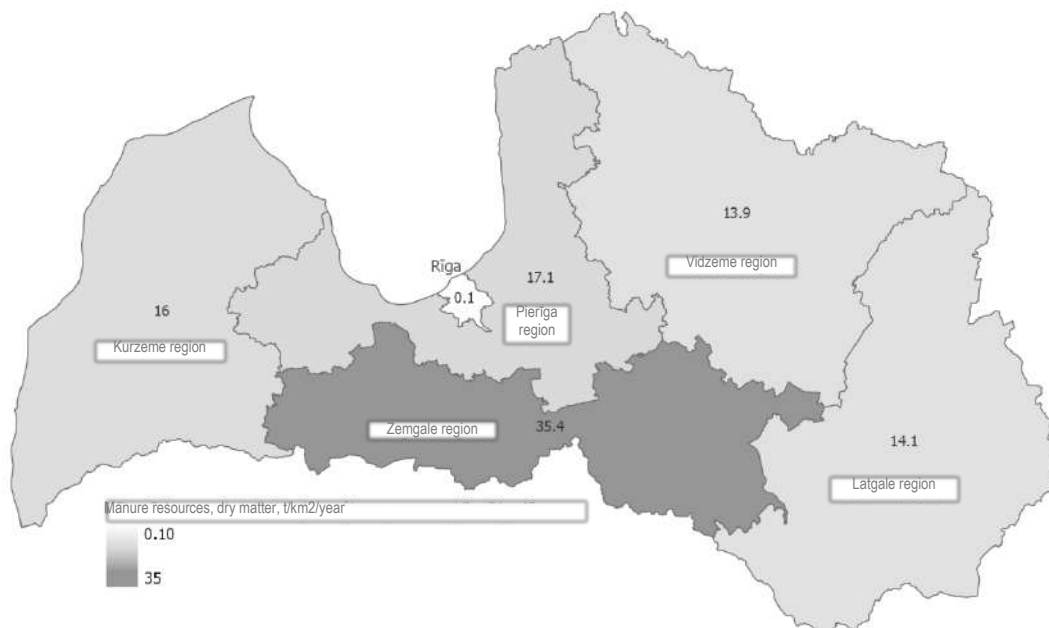 13.9
Vidzeme region
Rīga
0.1
17.1
Pierīga
region
16
Kurzeme region
35.4
Zemgale region
14.1
Latgale region
Manure resources, dry matter, t/km2/year
0.10
35